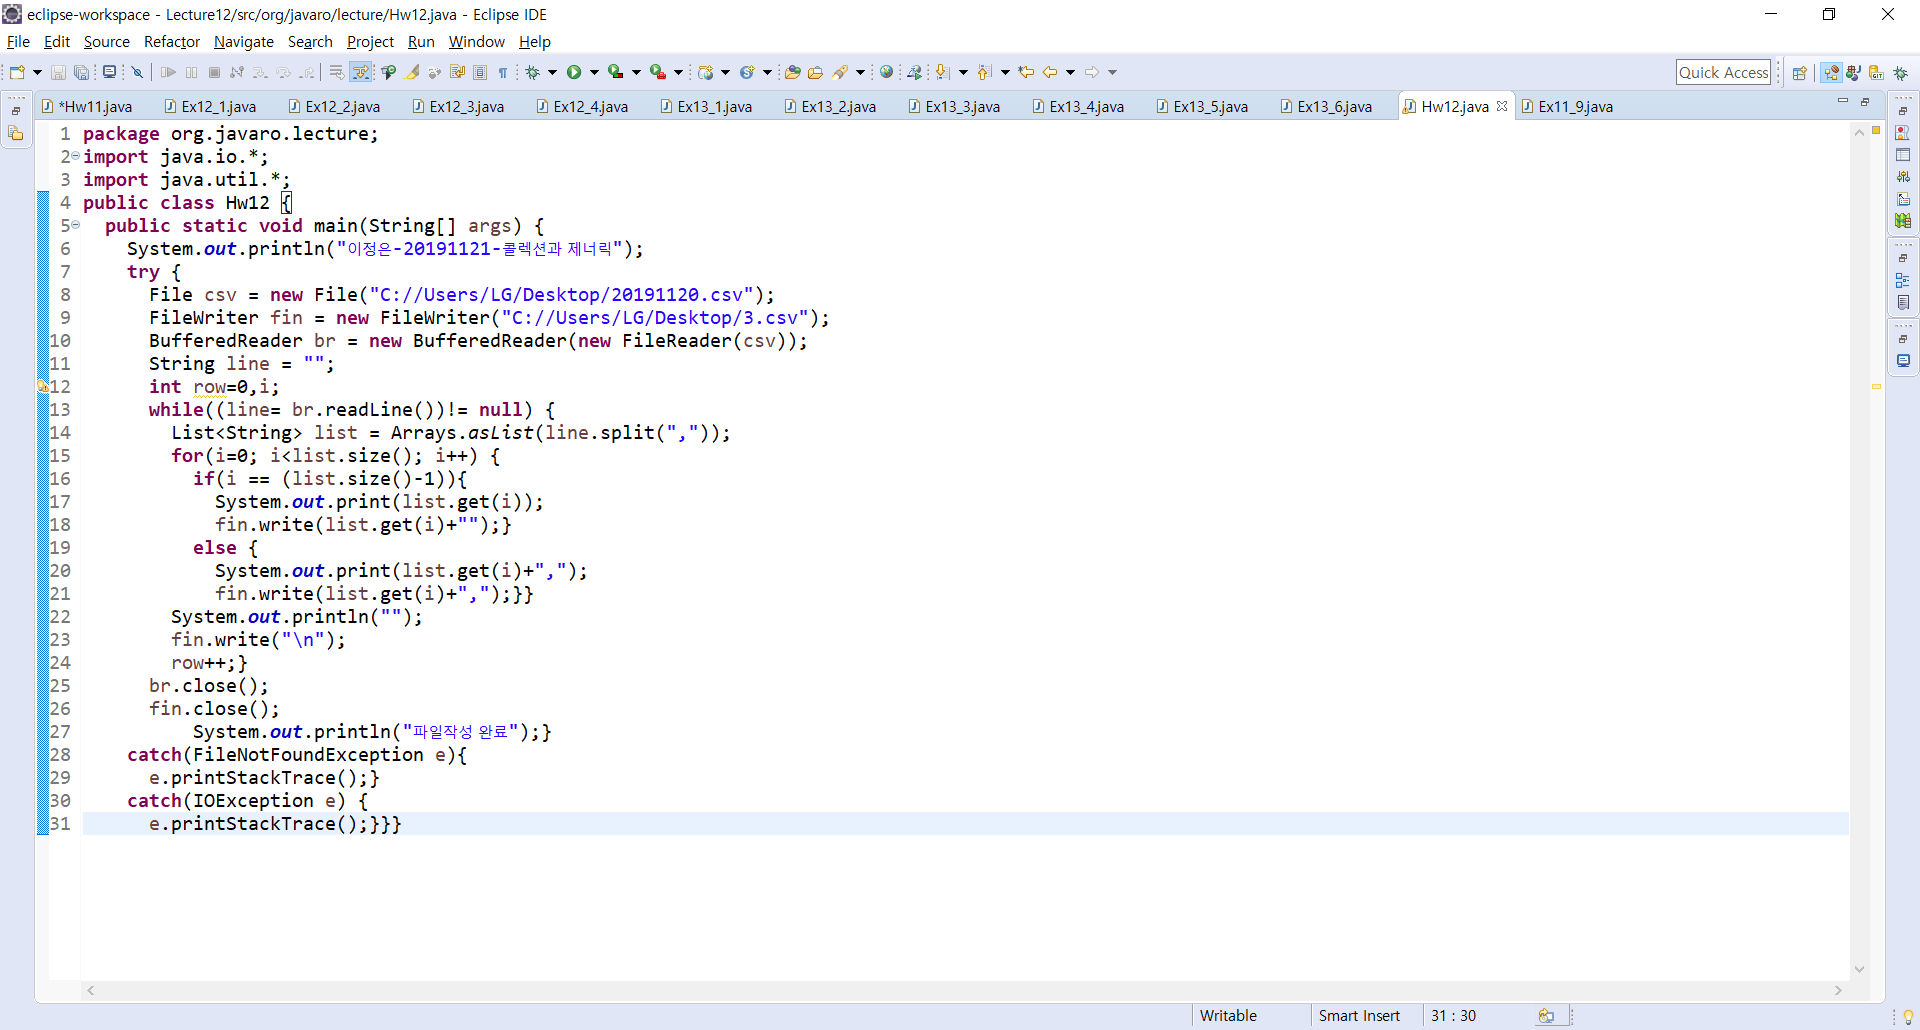 eclipse-workspace - Lecture12/src/org/javaro/lecture/Hw12.java - Eclipse IDE
File Edit Source Refactor Navigate Search Project Run Window Help
Quick Access
*Hw11.java Ex12_1.java Ex12_2.java Ex12_3.java Ex12_4.java Ex13_1.java Ex13_2.java Ex13_3.java Ex13_4.java Ex13_5.java Ex13_6.java Hw12.java Ex11_9.java
1 package org.javaro.lecture;
2 import java.io.*;
3 import java.util.*;
4 public class Hw12 {
5   public static void main(String[] args) {
6     System.out.println("이정은-20191121-콜렉션과 제너릭");
7     try {
8       File csv = new File("C://Users/LG/Desktop/20191120.csv");
9       FileWriter fin = new FileWriter("C://Users/LG/Desktop/3.csv");
10       BufferedReader br = new BufferedReader(new FileReader(csv));
11       String line = "";
12       int row=0,i;
13       while((line= br.readLine())!= null) {
14         List<String> list = Arrays.asList(line.split(","));
15         for(i=0; i<list.size(); i++) {
16           if(i == (list.size()-1)){
17             System.out.print(list.get(i));
18             fin.write(list.get(i)+"");}
19           else {
20             System.out.print(list.get(i)+",");
21             fin.write(list.get(i)+",");}}
22         System.out.println("");
23         fin.write("\n");
24         row++;}
25       br.close();
26       fin.close();
27           System.out.println("파일작성 완료");}
28     catch(FileNotFoundException e){
29       e.printStackTrace();}
30     catch(IOException e) {
31       e.printStackTrace();}}}
Writable Smart Insert 31 : 30